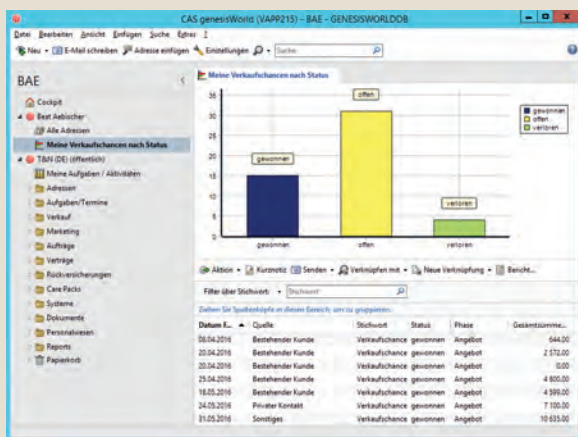 CAS genesisWorld (VAPP215) - BAE - GENESISWORLDDB
Datei Bearbeiten Ansicht Einfügen Suche Extras ?
Neu E-Mail schreiben Adresse einfügen Einstellungen Suche
BAE
Cockpit
Beat Aebischer
Alle Adressen
Meine Verkaufschancen nach Status
T&N (DE) (öffentlich)
Meine Aufgaben / Aktivitäten
Adressen
Aufgaben/Termine
Verkauf
Marketing
Aufträge
Verträge
Rückversicherungen
Care Packs
Systeme
Dokumente
Personalwesen
Reports
Papierkorb
Meine Verkaufschancen nach Status
35
30
25
20
15
10
5
0
gewonnen
offen
verloren
gewonnen offen verloren
gewonnen
offen
verloren
Aktion Kurznotiz Senden Verknüpfen mit Neue Verknüpfung Bericht...
Filter über Stichwort: Stichwort
Ziehen Sie Spaltenköpfe in diesen Bereich, um zu gruppieren.
Datum E... Quelle Stichwort Status Phase Gesamtsumme...
08.04.2016 Bestehender Kunde Verkaufschance gewonnen Angebot 644.00
20.04.2016 Bestehender Kunde Verkaufschance gewonnen Angebot 2 572.00
20.04.2016 Bestehender Kunde Verkaufschance gewonnen Angebot 0.00
25.04.2016 Bestehender Kunde Verkaufschance gewonnen Angebot 4 800.00
18.05.2016 Bestehender Kunde Verkaufschance gewonnen Angebot 4 599.00
24.05.2016 Privater Kontakt Verkaufschance gewonnen Angebot 7 100.00
31.05.2016 Sonstiges Verkaufschance gewonnen Angebot 10 635.00